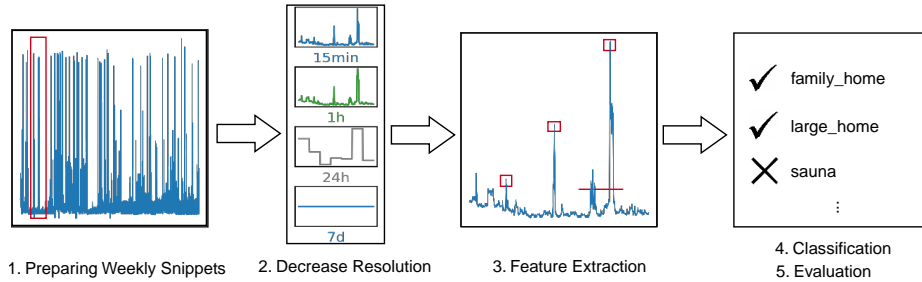 15min
1h
24h
7d
family_home
large_home
sauna
⋮
1. Preparing Weekly Snippets
2. Decrease Resolution
3. Feature Extraction
4. Classification
5. Evaluation